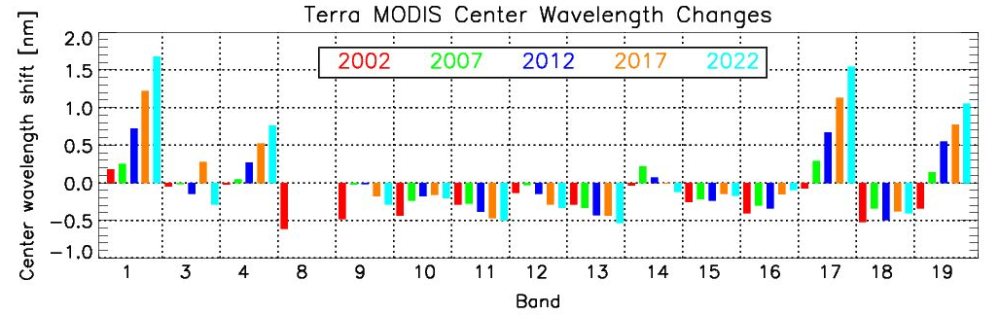 Terra MODIS Center Wavelength Changes
Center wavelength shift [nm]
2.0
1.5
1.0
0.5
0.0
−0.5
−1.0
2002 2007 2012 2017 2022
1 3 4 8 9 10 11 12 13 14 15 16 17 18 19
Band